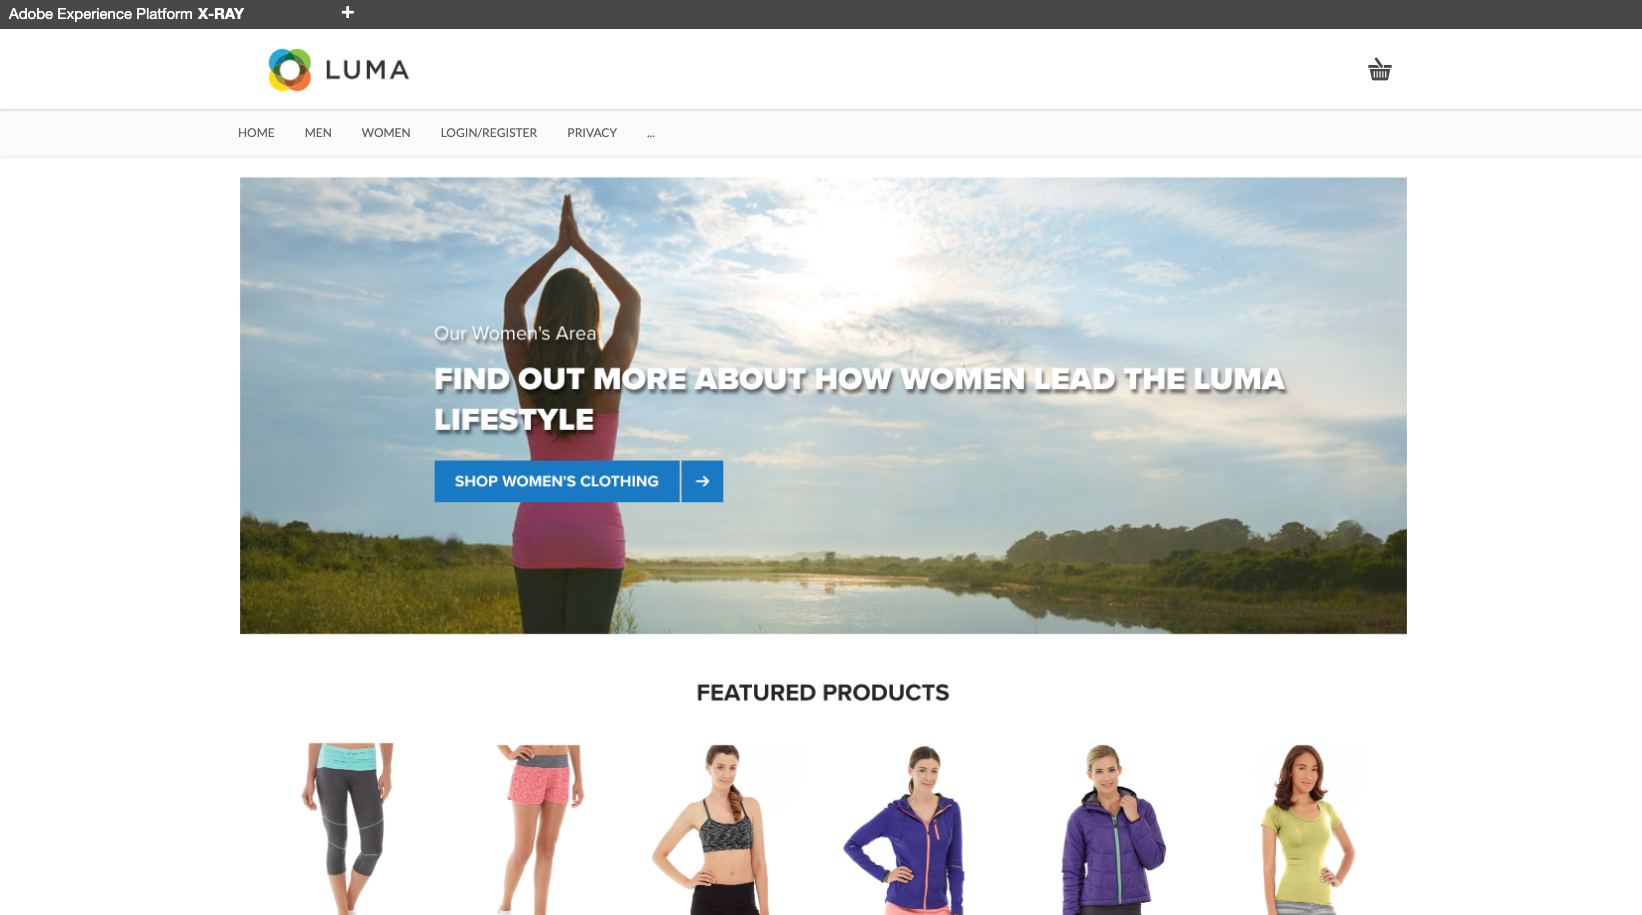 Adobe Experience Platform X-RAY +
LUMA
HOME MEN WOMEN LOGIN/REGISTER PRIVACY ...
Our Women's Area
FIND OUT MORE ABOUT HOW WOMEN LEAD THE LUMA
LIFESTYLE
SHOP WOMEN'S CLOTHING →
FEATURED PRODUCTS